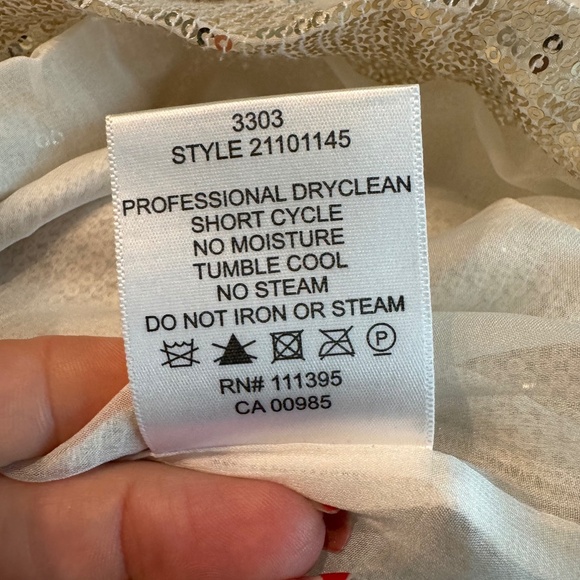 3303
STYLE 21101145
PROFESSIONAL DRYCLEAN
SHORT CYCLE
NO MOISTURE
TUMBLE COOL
NO STEAM
DO NOT IRON OR STEAM
P
RN# 111395
CA 00985